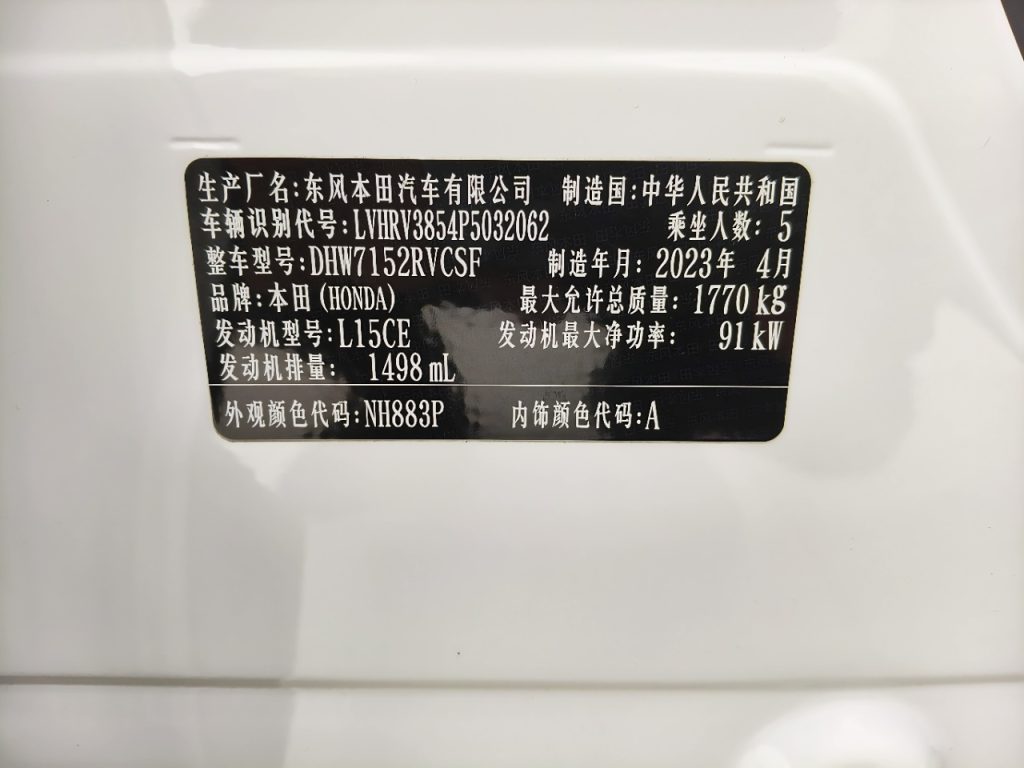 生产厂名:东风本田汽车有限公司 制造国:中华人民共和国
车辆识别代号:LVHRV3854P5032062 乘坐人数: 5
整车型号:DHW7152RVCSF 制造年月: 2023年 4月
品牌:本田(HONDA) 最大允许总质量: 1770 kg
发动机型号:L15CE 发动机最大净功率: 91 kW
发动机排量: 1498 mL
外观颜色代码:NH883P 内饰颜色代码:A